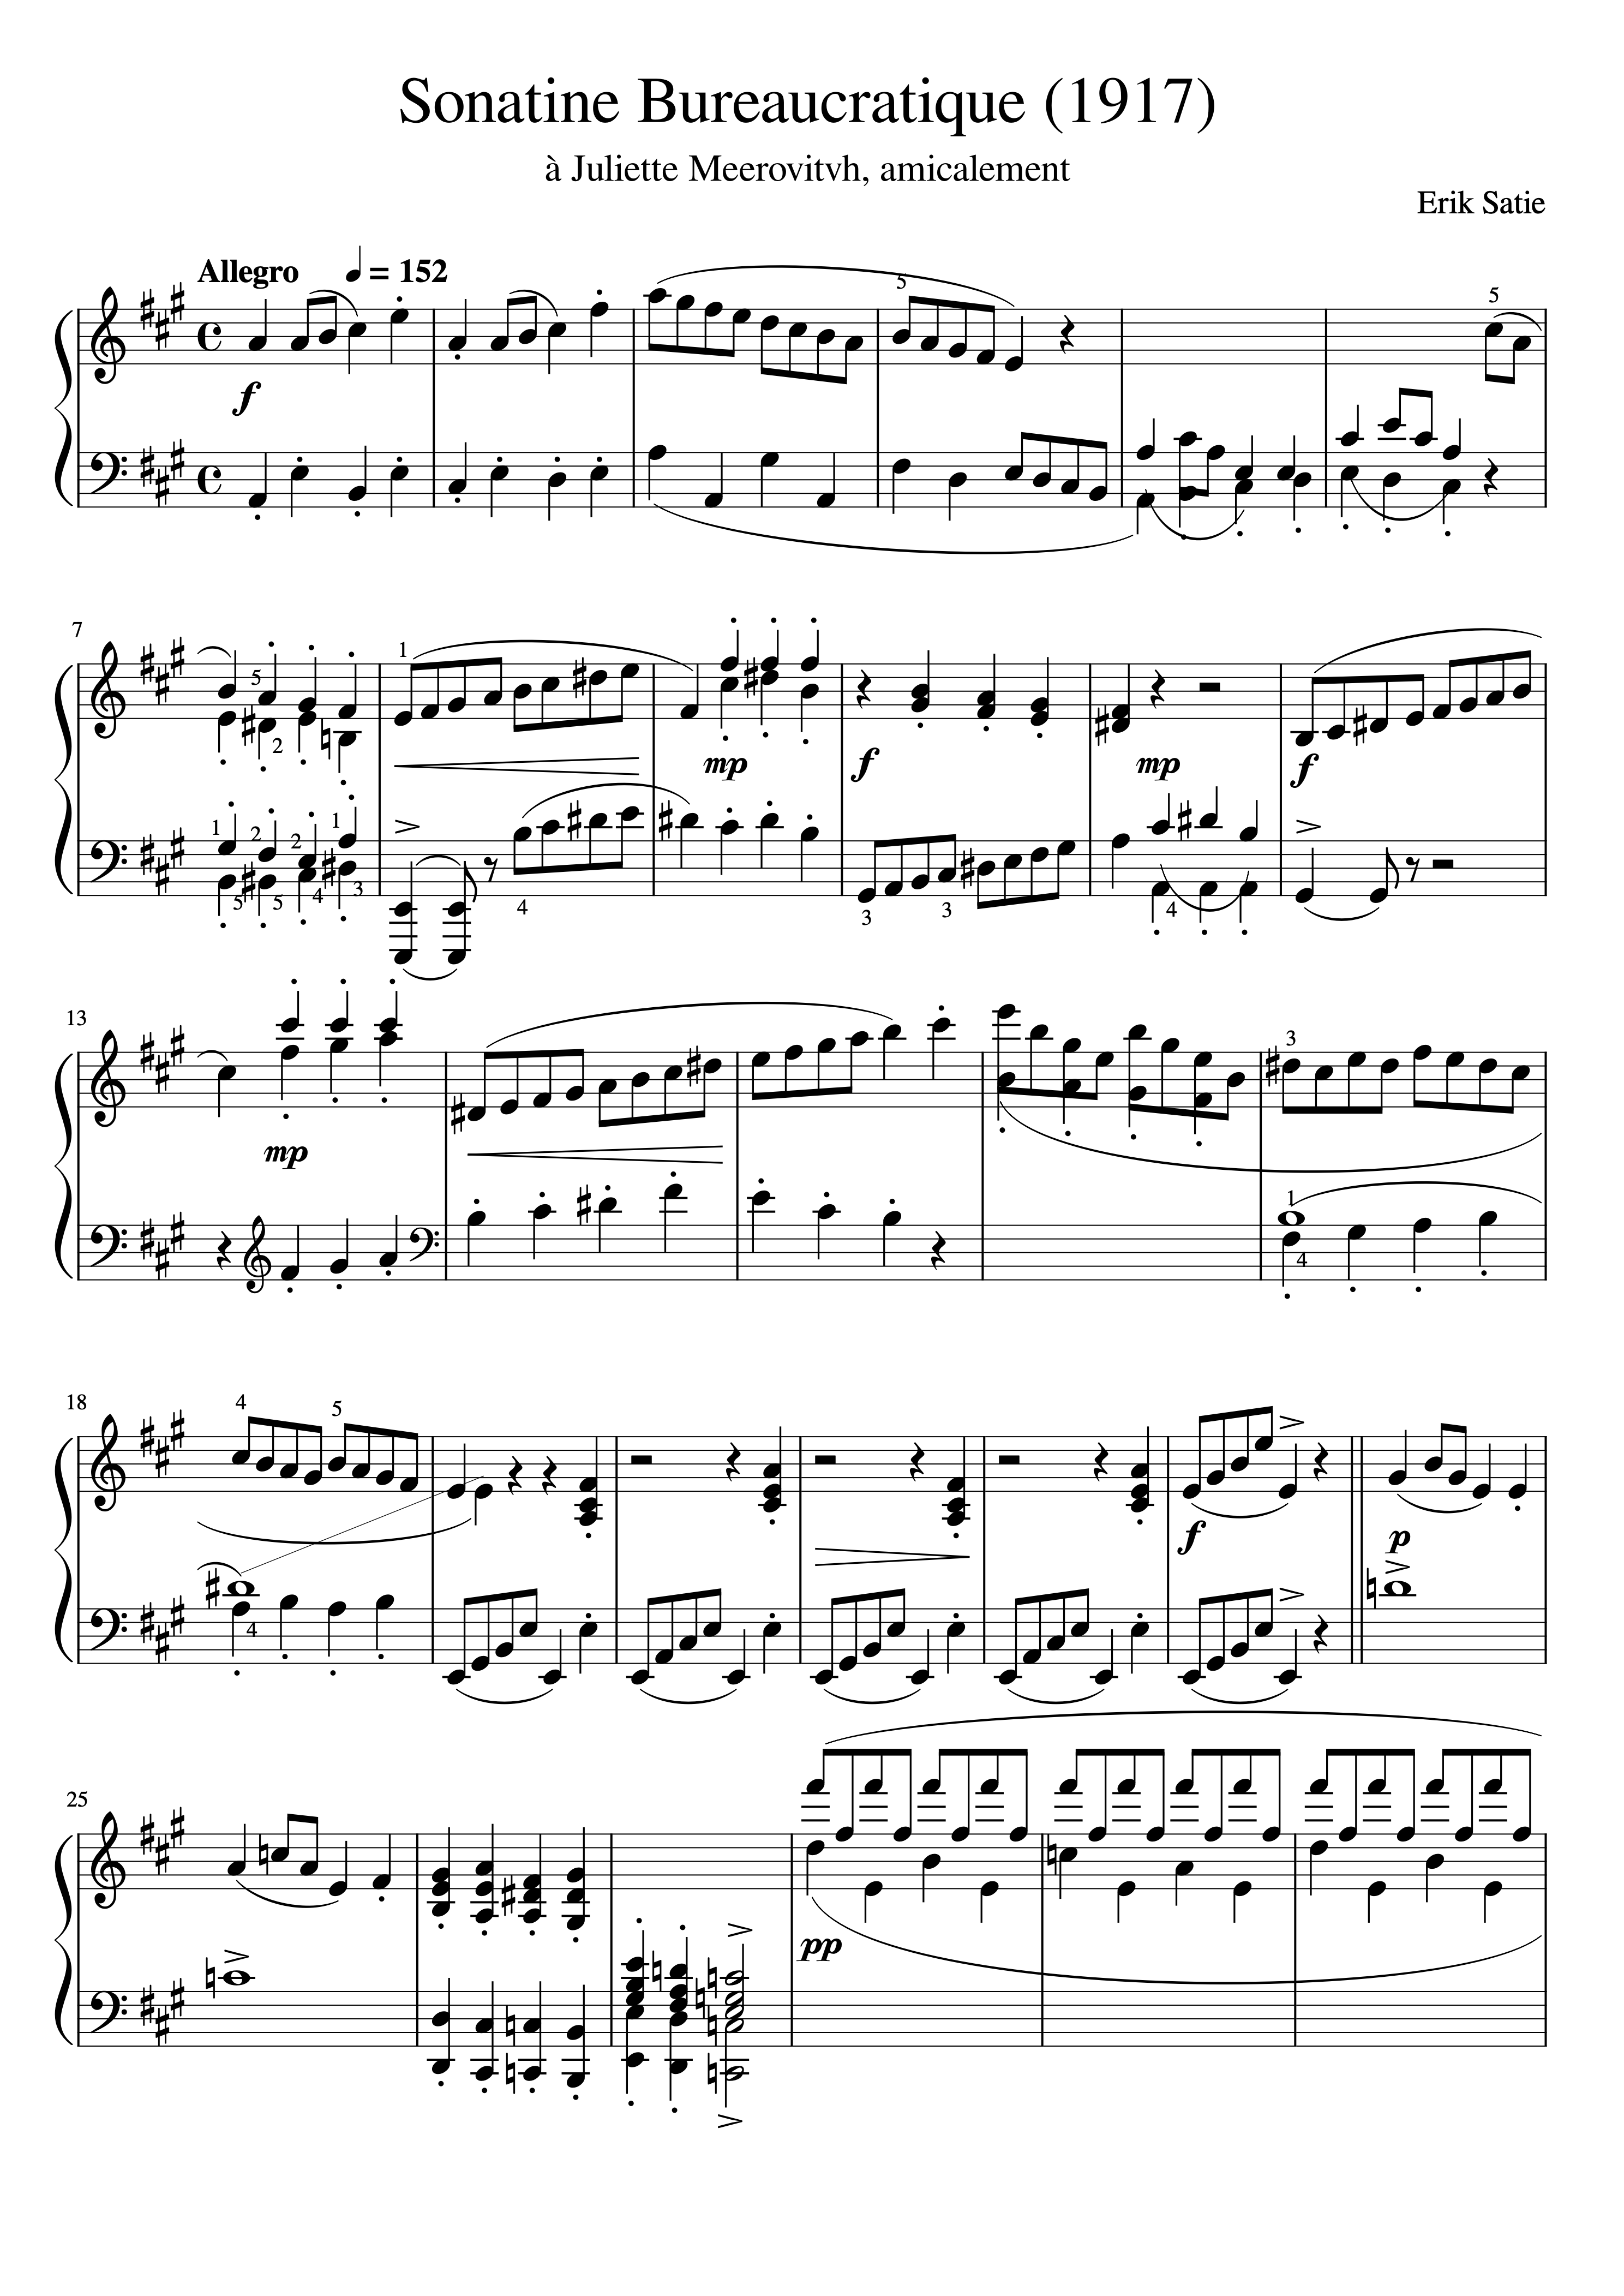 Sonatine Bureaucratique (1917)
à Juliette Meerovitvh, amicalement
Erik Satie
Allegro ♩ = 152
5
5
f
7
5
2
1
mp
f
mp
f
1 2 2 1
5 5 4 3
4
3 3
4
13
mp
3
1
4
18
4 5
f
p
4
25
pp